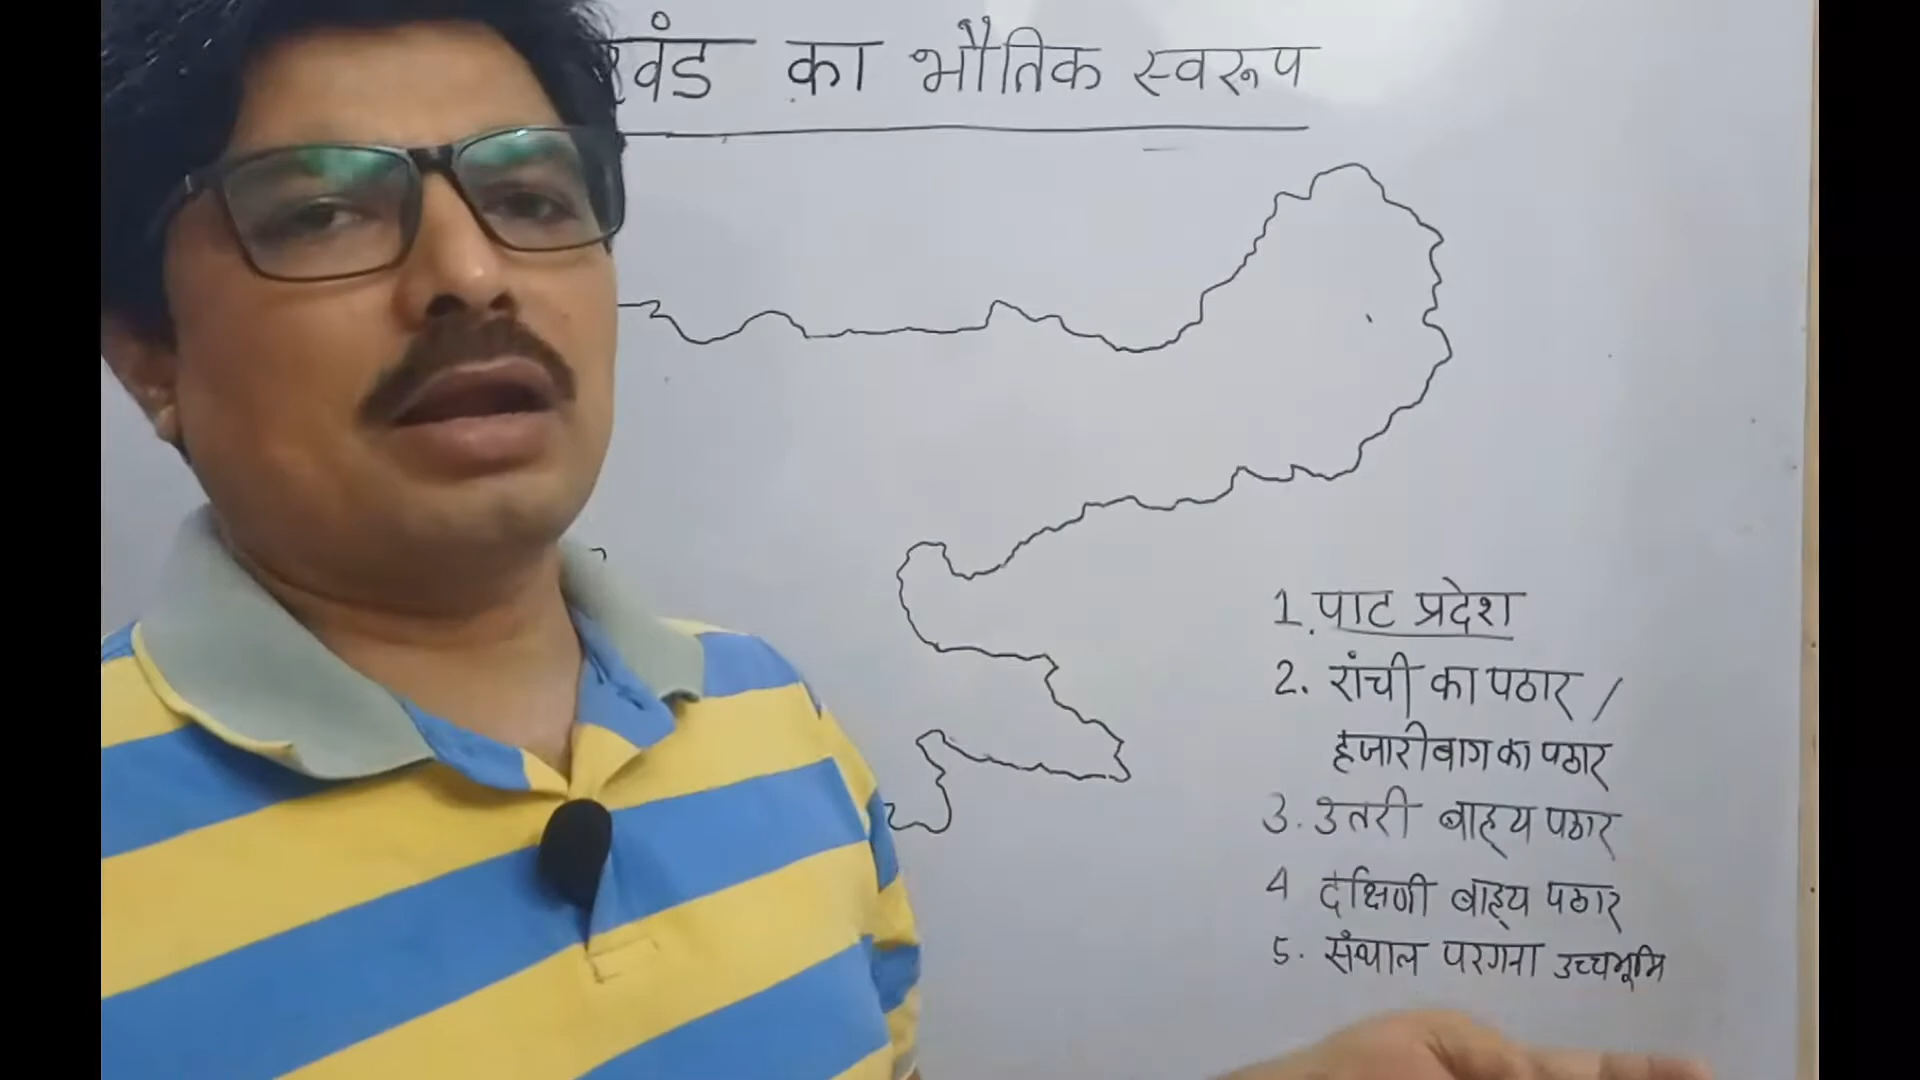 खंड का भौतिक स्वरूप
1. पाट प्रदेश
2. रांची का पठार /
हजारीबाग का पठार
3. उतरी बाह्य पठार
4 दक्षिणी बाह्य पठार
5. संथाल परगना उच्चभूमि